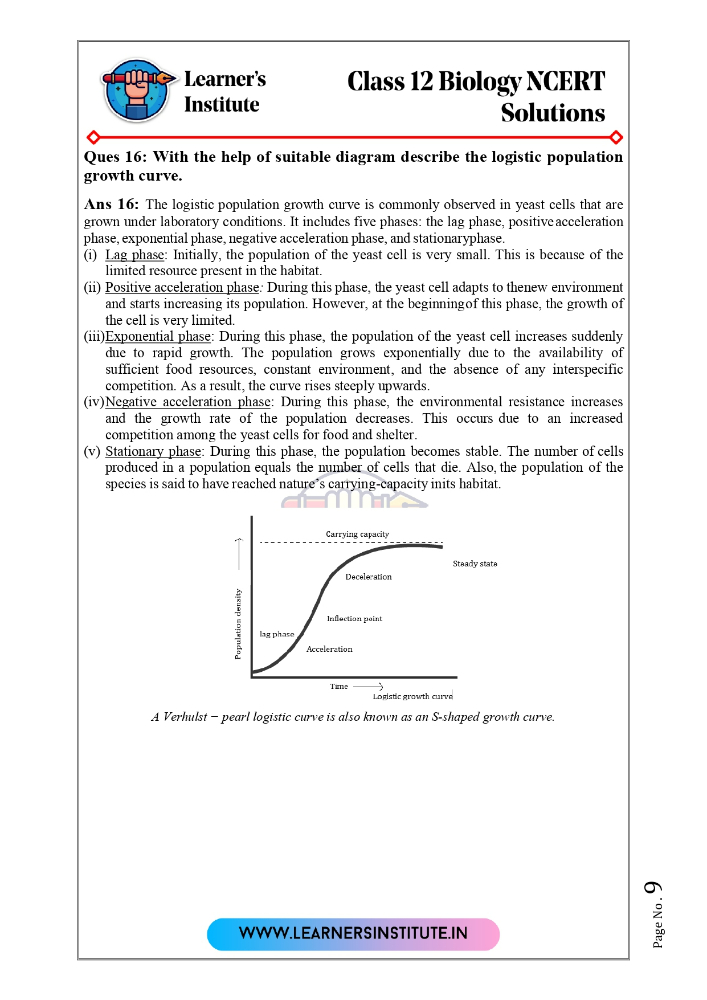 Learner's
Institute
Class 12 Biology NCERT
Solutions
Ques 16: With the help of suitable diagram describe the logistic population
growth curve.
Ans 16: The logistic population growth curve is commonly observed in yeast cells that are
grown under laboratory conditions. It includes five phases: the lag phase, positive acceleration
phase, exponential phase, negative acceleration phase, and stationaryphase.
(i) Lag phase: Initially, the population of the yeast cell is very small. This is because of the
limited resource present in the habitat.
(ii) Positive acceleration phase: During this phase, the yeast cell adapts to thenew environment
and starts increasing its population. However, at the beginningof this phase, the growth of
the cell is very limited.
(iii)Exponential phase: During this phase, the population of the yeast cell increases suddenly
due to rapid growth. The population grows exponentially due to the availability of
sufficient food resources, constant environment, and the absence of any interspecific
competition. As a result, the curve rises steeply upwards.
(iv)Negative acceleration phase: During this phase, the environmental resistance increases
and the growth rate of the population decreases. This occurs due to an increased
competition among the yeast cells for food and shelter.
(v) Stationary phase: During this phase, the population becomes stable. The number of cells
produced in a population equals the number of cells that die. Also, the population of the
species is said to have reached nature's carrying-capacity inits habitat.
Carrying capacity
Steady state
Deceleration
Population density
Inflection point
lag phase
Acceleration
Time
Logistic growth curve
A Verhulst − pearl logistic curve is also known as an S-shaped growth curve.
Page No. 9
WWW.LEARNERSINSTITUTE.IN